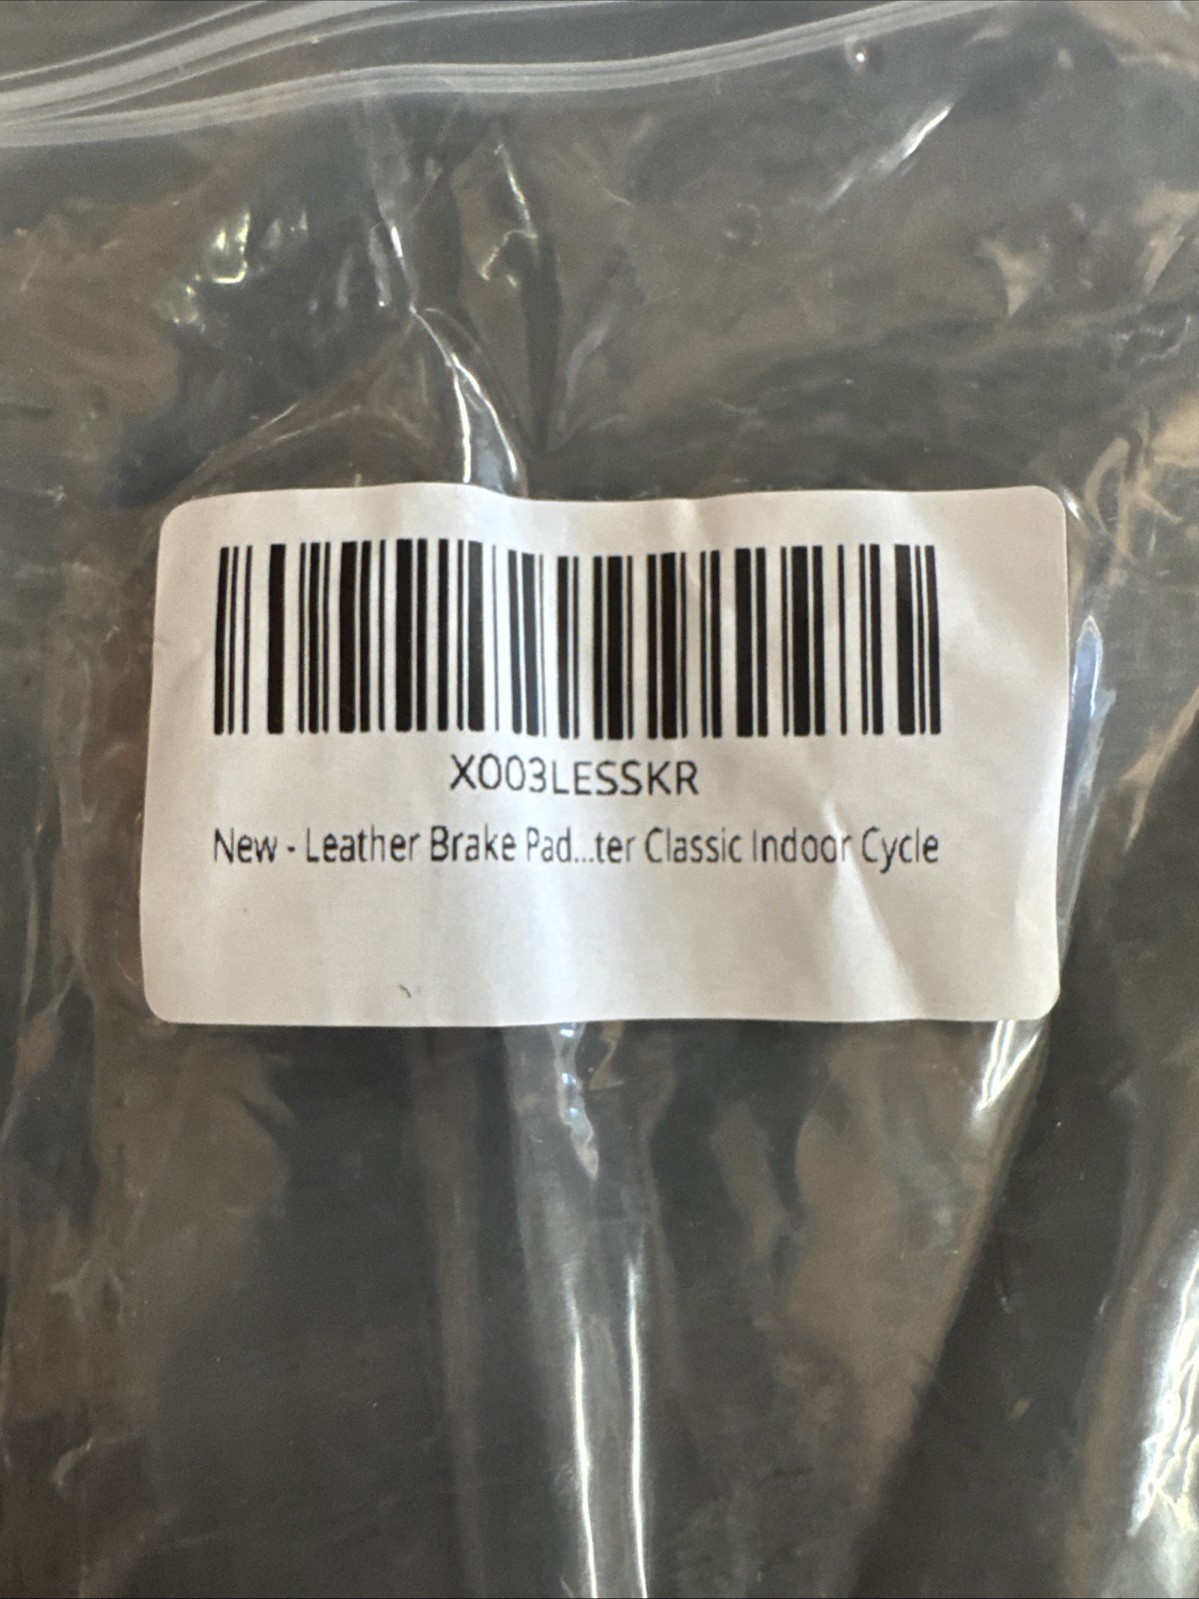 X003LESSKR
New - Leather Brake Pad...ter Classic Indoor Cycle